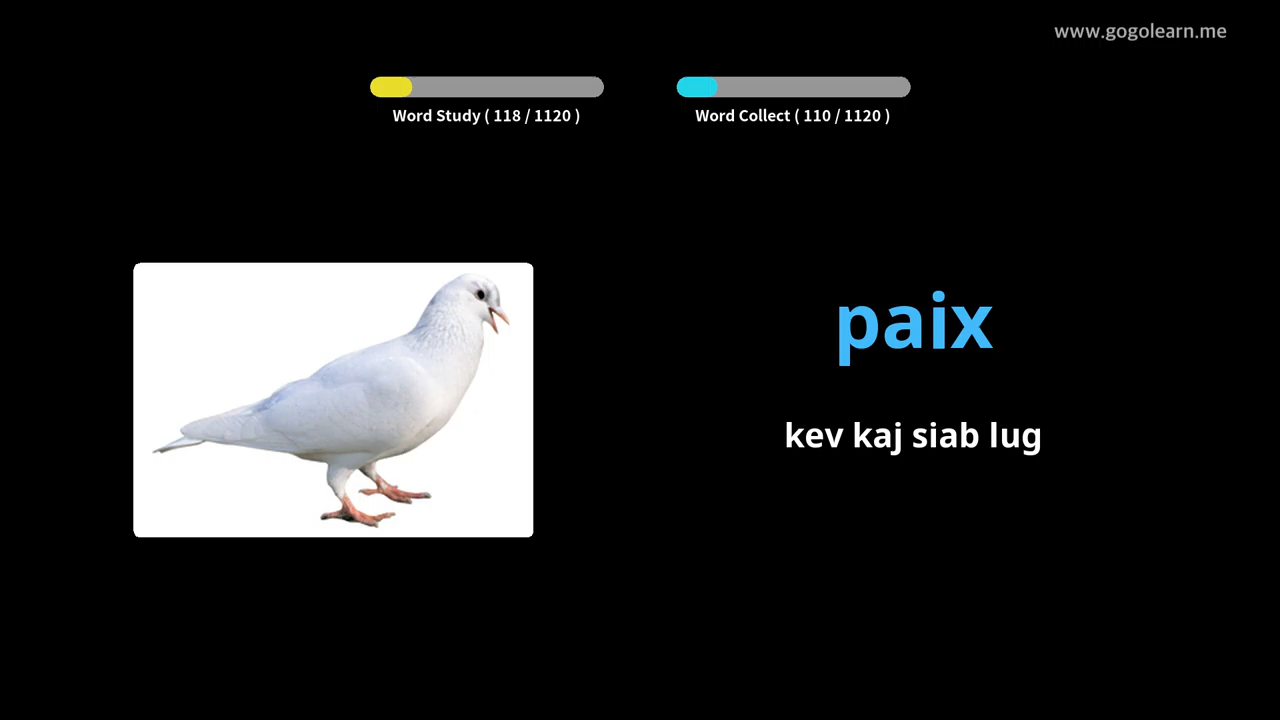 www.gogolearn.me
Word Study ( 118 / 1120 )
Word Collect ( 110 / 1120 )
paix
kev kaj siab lug